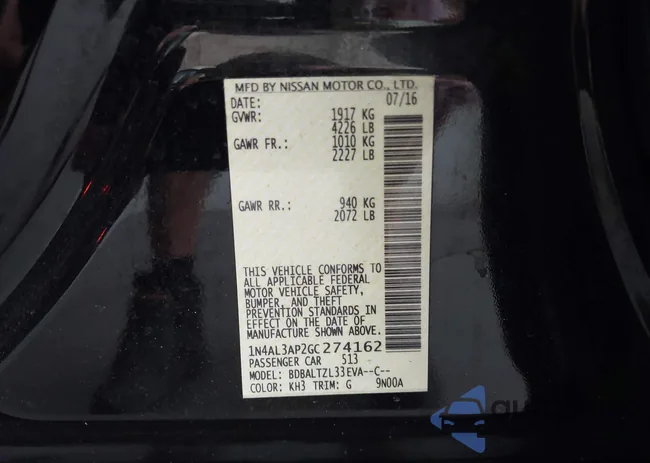 MFD BY NISSAN MOTOR CO., LTD.
DATE: 07/16
GVWR: 1917 KG
4226 LB
GAWR FR.: 1010 KG
2227 LB
GAWR RR.: 940 KG
2072 LB
THIS VEHICLE CONFORMS TO
ALL APPLICABLE FEDERAL
MOTOR VEHICLE SAFETY,
BUMPER, AND THEFT
PREVENTION STANDARDS IN
EFFECT ON THE DATE OF
MANUFACTURE SHOWN ABOVE.
1N4AL3AP2GC274162
PASSENGER CAR 513
MODEL: BDBALTZL33EVA--C--
COLOR: KH3 TRIM: G 9N00A